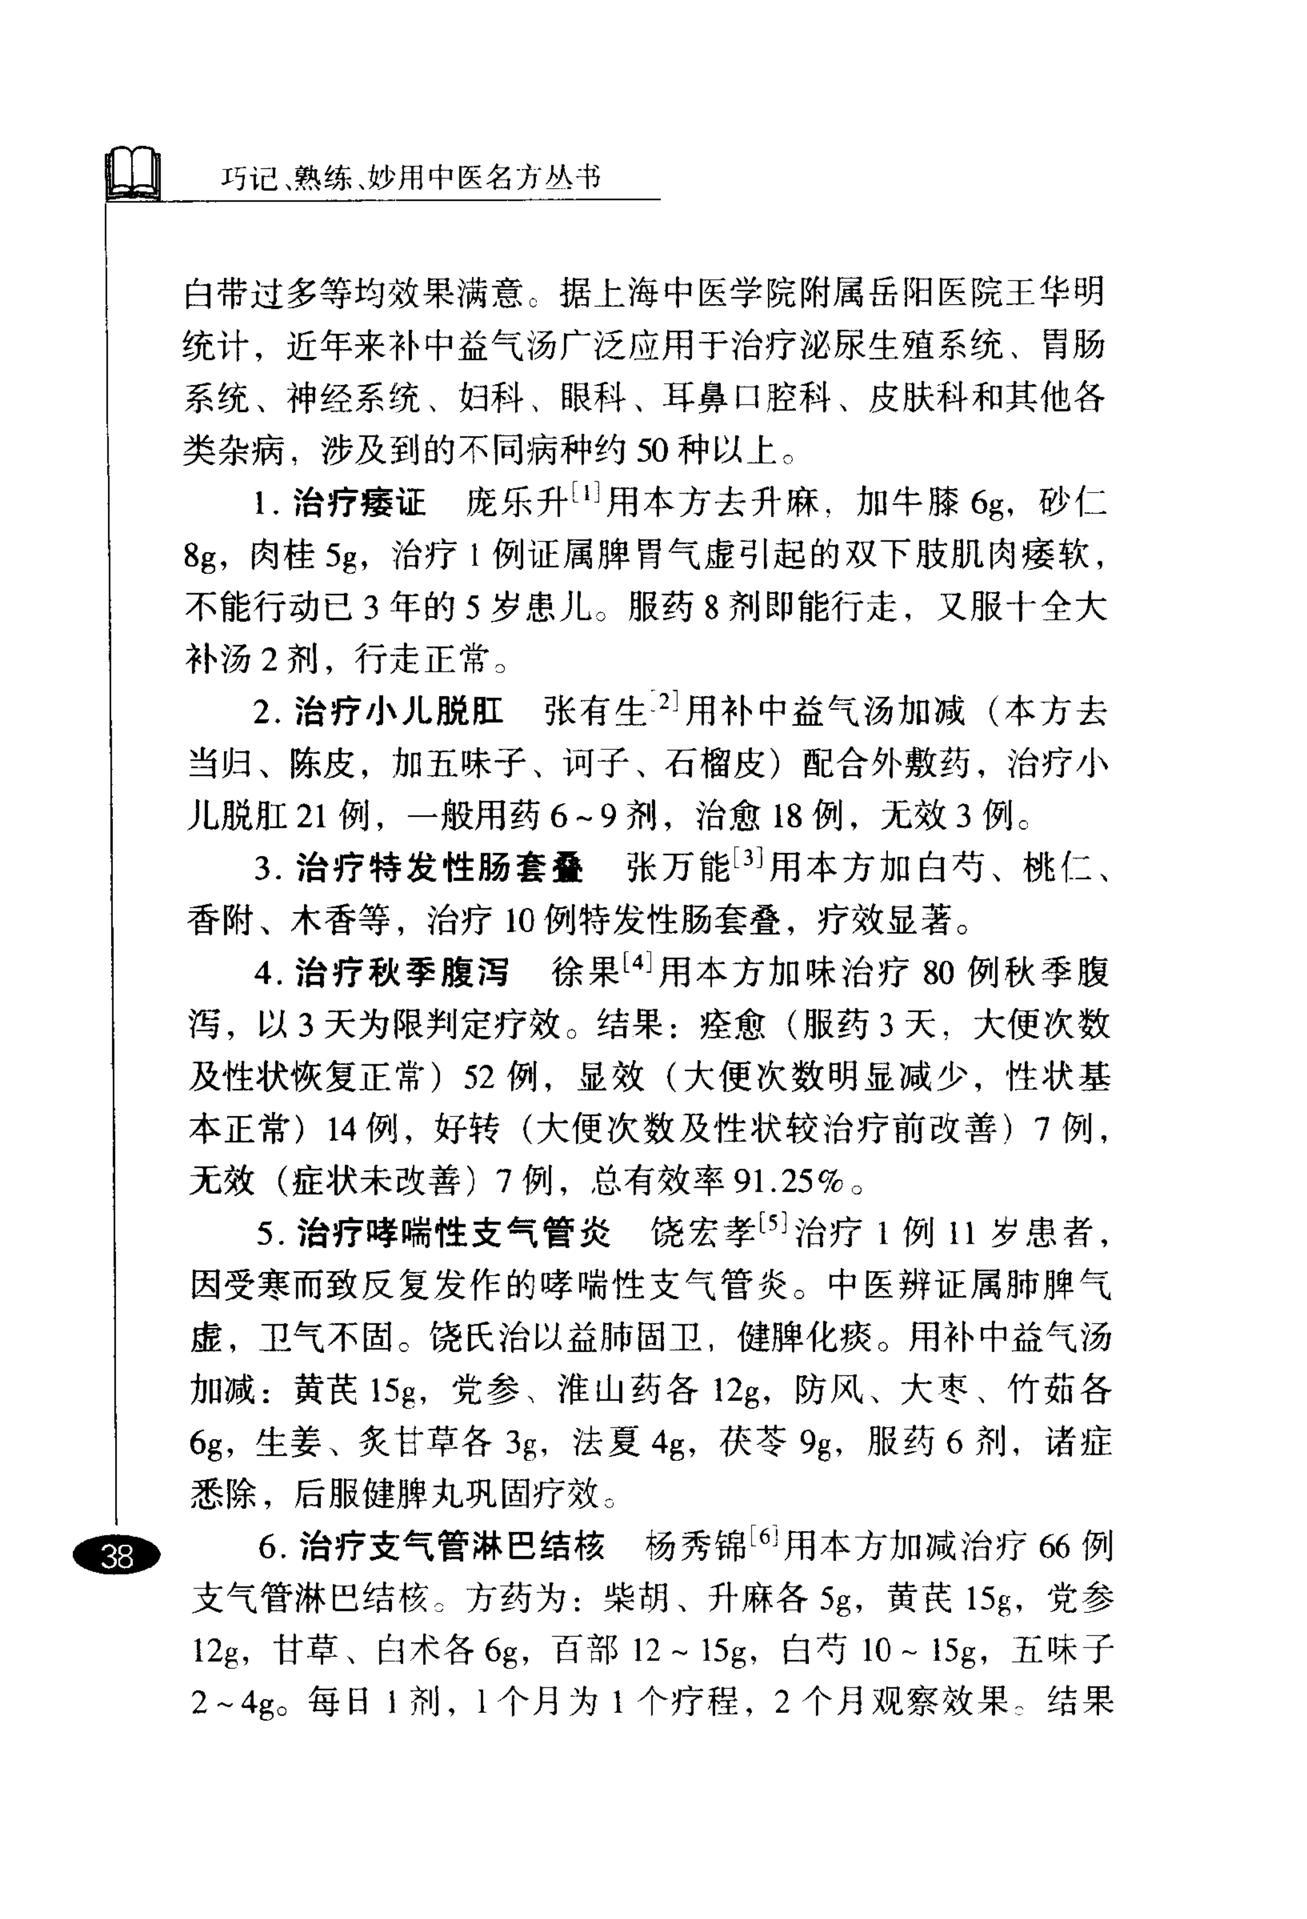 巧记、熟练、妙用中医名方丛书
白带过多等均效果满意。据上海中医学院附属岳阳医院王华明
统计，近年来补中益气汤广泛应用于治疗泌尿生殖系统、胃肠
系统、神经系统、妇科、眼科、耳鼻口腔科、皮肤科和其他各
类杂病，涉及到的不同病种约 50 种以上。
1. 治疗痿证　庞乐升[1]用本方去升麻，加牛膝 6g，砂仁
8g，肉桂 5g，治疗 1 例证属脾胃气虚引起的双下肢肌肉痿软，
不能行动已 3 年的 5 岁患儿。服药 8 剂即能行走，又服十全大
补汤 2 剂，行走正常。
2. 治疗小儿脱肛　张有生[2]用补中益气汤加减（本方去
当归、陈皮，加五味子、诃子、石榴皮）配合外敷药，治疗小
儿脱肛 21 例，一般用药 6～9 剂，治愈 18 例，无效 3 例。
3. 治疗特发性肠套叠　张万能[3]用本方加白芍、桃仁、
香附、木香等，治疗 10 例特发性肠套叠，疗效显著。
4. 治疗秋季腹泻　徐果[4]用本方加味治疗 80 例秋季腹
泻，以 3 天为限判定疗效。结果：痊愈（服药 3 天，大便次数
及性状恢复正常）52 例，显效（大便次数明显减少，性状基
本正常）14 例，好转（大便次数及性状较治疗前改善）7 例，
无效（症状未改善）7 例，总有效率 91.25%。
5. 治疗哮喘性支气管炎　饶宏孝[5]治疗 1 例 11 岁患者，
因受寒而致反复发作的哮喘性支气管炎。中医辨证属肺脾气
虚，卫气不固。饶氏治以益肺固卫，健脾化痰。用补中益气汤
加减：黄芪 15g，党参、淮山药各 12g，防风、大枣、竹茹各
6g，生姜、炙甘草各 3g，法夏 4g，茯苓 9g，服药 6 剂，诸症
悉除，后服健脾丸巩固疗效。
6. 治疗支气管淋巴结核　杨秀锦[6]用本方加减治疗 66 例
支气管淋巴结核。方药为：柴胡、升麻各 5g，黄芪 15g，党参
12g，甘草、白术各 6g，百部 12～15g，白芍 10～15g，五味子
2～4g。每日 1 剂，1 个月为 1 个疗程，2 个月观察效果。结果
38